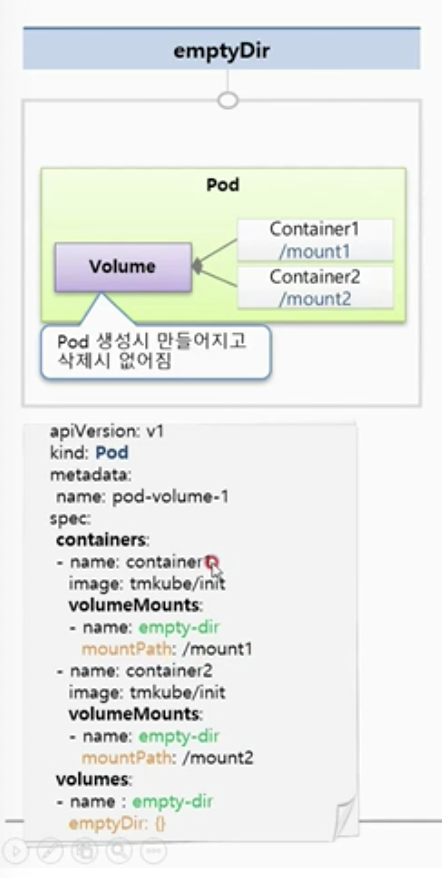 emptyDir
Pod
Volume
Container1
/mount1
Container2
/mount2
Pod 생성시 만들어지고
삭제시 없어짐
apiVersion: v1
kind: Pod
metadata:
name: pod-volume-1
spec:
containers:
- name: container
image: tmkube/init
volumeMounts:
- name: empty-dir
mountPath: /mount1
- name: container2
image: tmkube/init
volumeMounts:
- name: empty-dir
mountPath: /mount2
volumes:
- name : empty-dir
emptyDir: {}